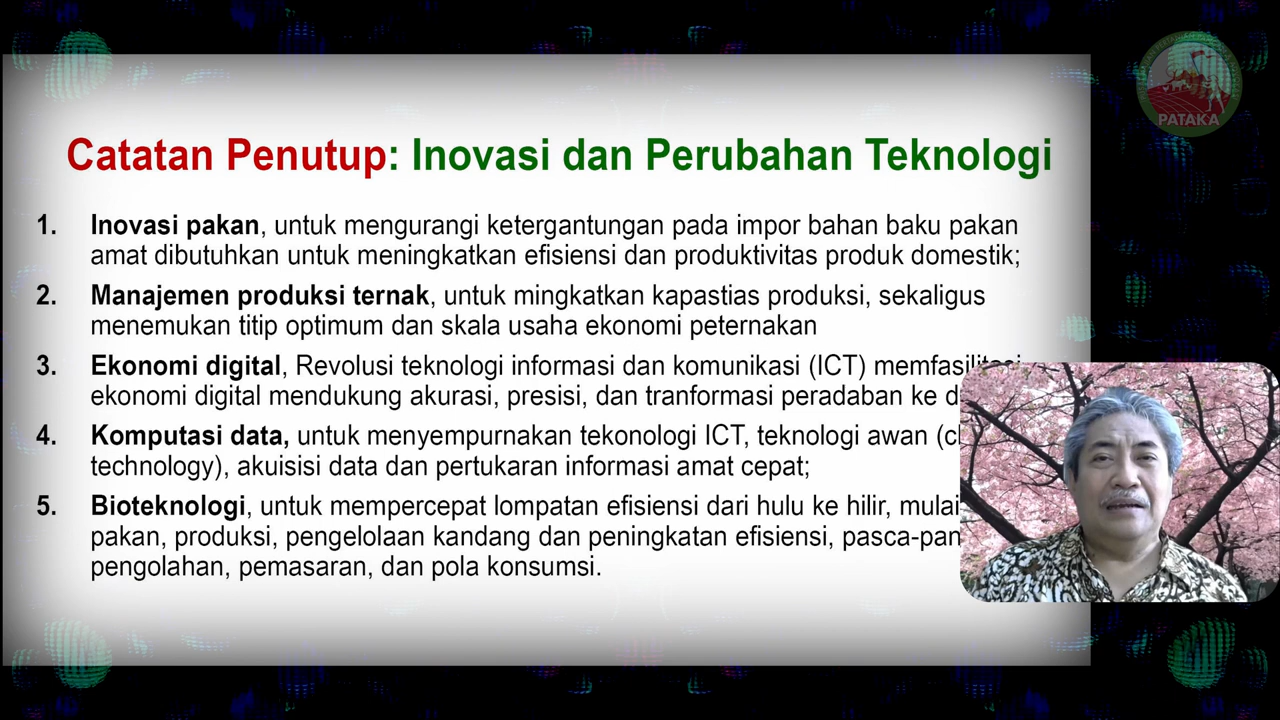 PATAKA
Catatan Penutup: Inovasi dan Perubahan Teknologi
1. Inovasi pakan, untuk mengurangi ketergantungan pada impor bahan baku pakan
amat dibutuhkan untuk meningkatkan efisiensi dan produktivitas produk domestik;
2. Manajemen produksi ternak, untuk mingkatkan kapastias produksi, sekaligus
menemukan titip optimum dan skala usaha ekonomi peternakan
3. Ekonomi digital, Revolusi teknologi informasi dan komunikasi (ICT) memfasilitasi
ekonomi digital mendukung akurasi, presisi, dan tranformasi peradaban ke
4. Komputasi data, untuk menyempurnakan tekonologi ICT, teknologi awan
technology), akuisisi data dan pertukaran informasi amat cepat;
5. Bioteknologi, untuk mempercepat lompatan efisiensi dari hulu ke hilir, mulai
pakan, produksi, pengelolaan kandang dan peningkatan efisiensi,
pengolahan, pemasaran, dan pola konsumsi.